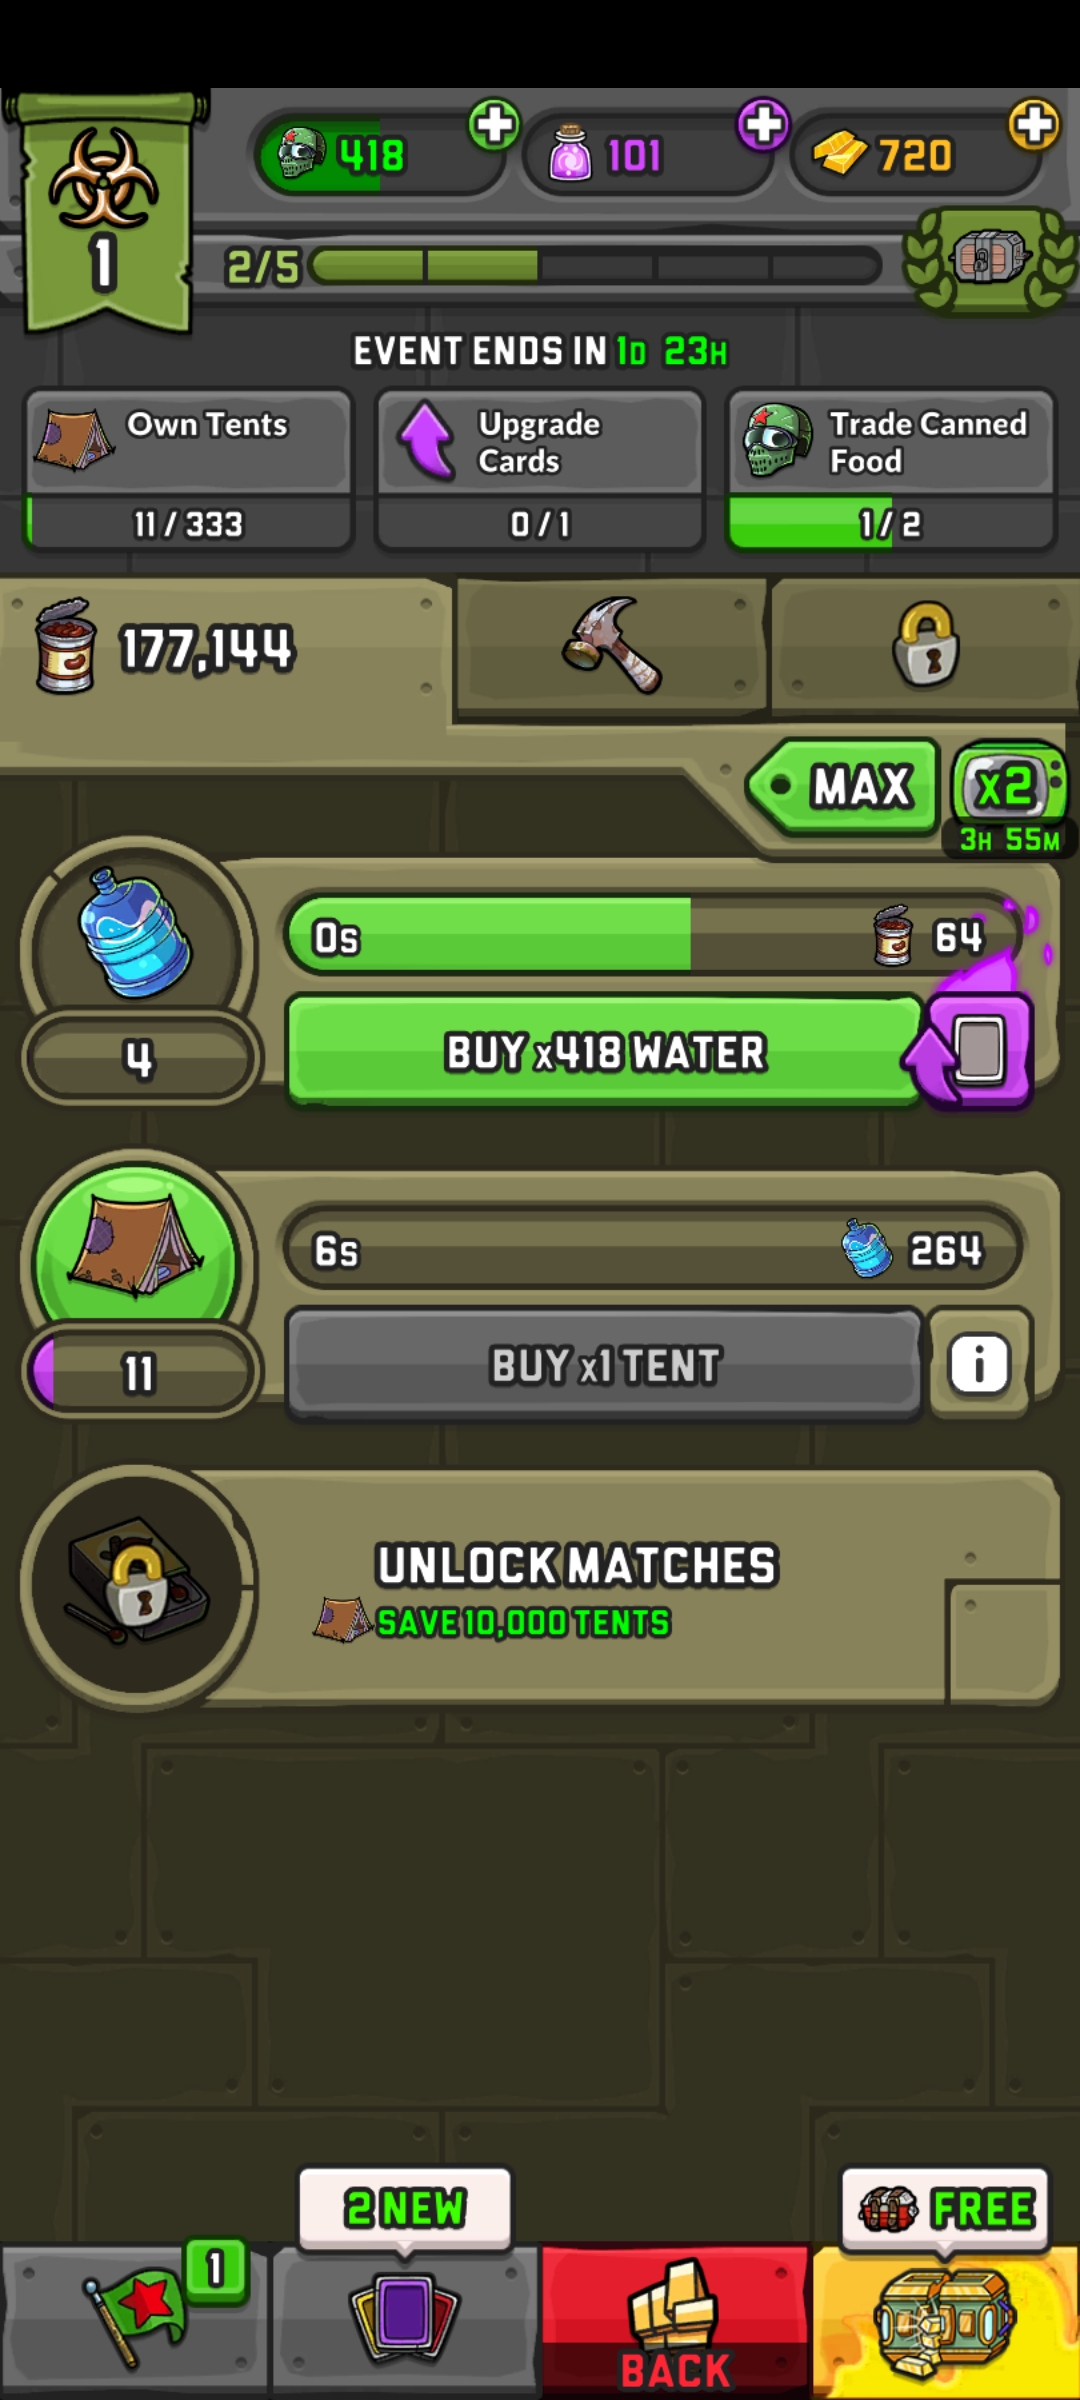 418
101
720
1
2/5
EVENT ENDS IN 1D 23H
Own Tents
11 / 333
Upgrade
Cards
0 / 1
Trade Canned
Food
1 / 2
177,144
MAX
x2
3H 55M
0s
64
4
BUY x418 WATER
6s
264
11
BUY x1 TENT
i
UNLOCK MATCHES
SAVE 10,000 TENTS
1
2 NEW
BACK
FREE